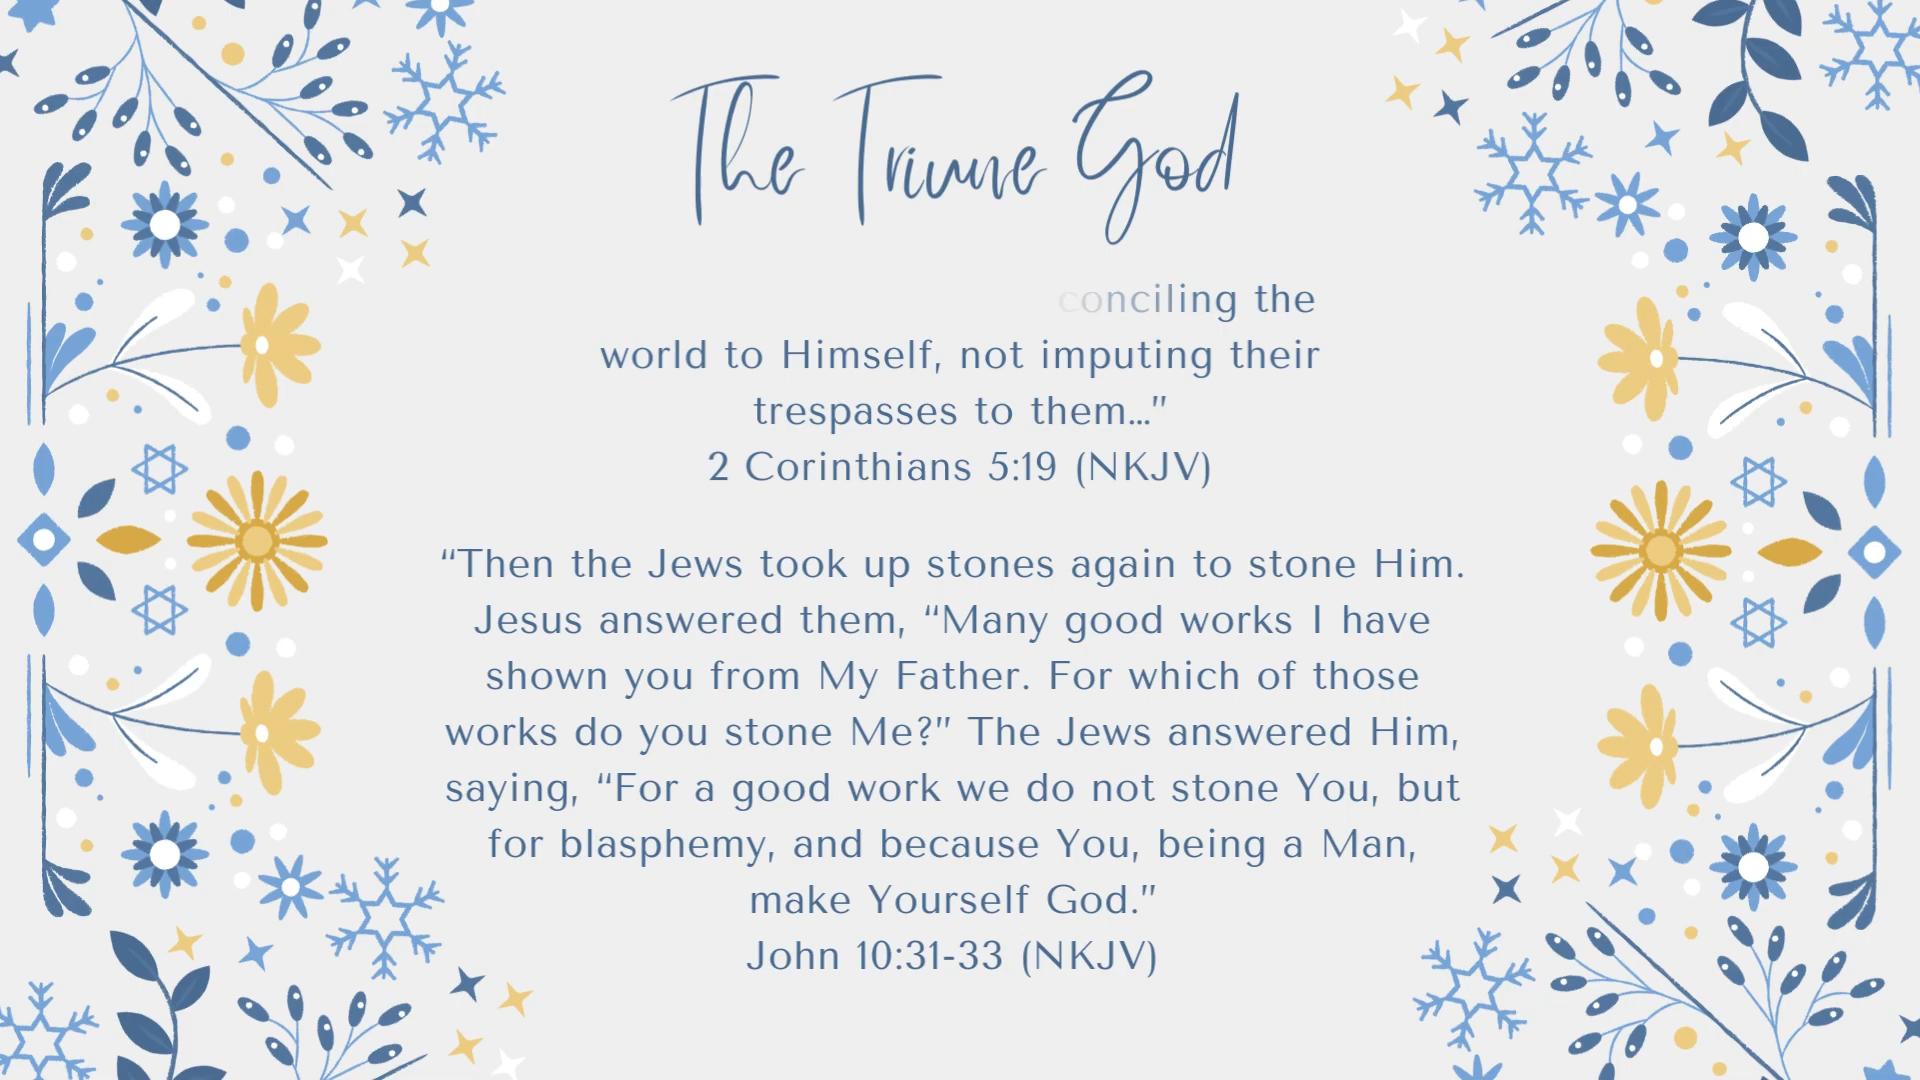 The Triune God
conciling the
world to Himself, not imputing their
trespasses to them…”
2 Corinthians 5:19 (NKJV)
“Then the Jews took up stones again to stone Him.
Jesus answered them, “Many good works I have
shown you from My Father. For which of those
works do you stone Me?” The Jews answered Him,
saying, “For a good work we do not stone You, but
for blasphemy, and because You, being a Man,
make Yourself God.”
John 10:31-33 (NKJV)